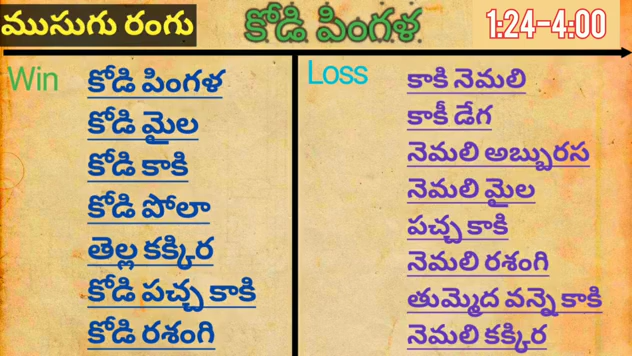 ముసుగు రంగు
కోడి పింగళ
1:24-4:00
Win
కోడి పింగళ
కోడి మైల
కోడి కాకి
కోడి పోలా
తెల్ల కక్కిర
కోడి పచ్చ కాకి
కోడి రశంగి
Loss
కాకి నెమలి
కాకీ డేగ
నెమలి అబ్బురస
నెమలి మైల
పచ్చ కాకి
నెమలి రశంగి
తుమ్మెద వన్నె కాకి
నెమలి కక్కిర